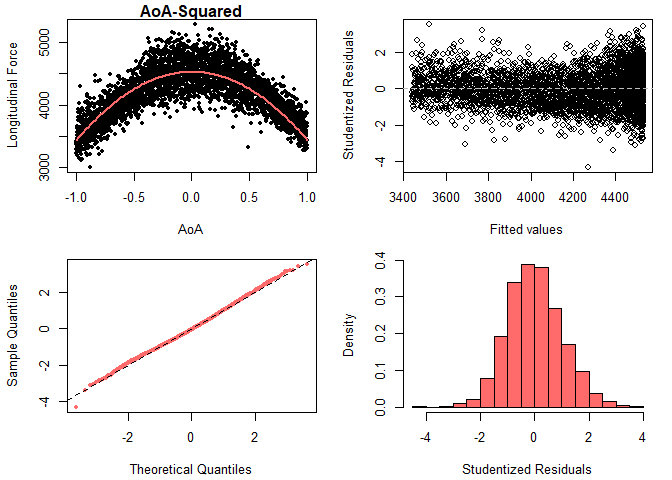 AoA-Squared
Longitudinal Force
3000 4000 5000
-1.0 -0.5 0.0 0.5 1.0
AoA
Studentized Residuals
-4 -2 0 2
3400 3600 3800 4000 4200 4400
Fitted values
Sample Quantiles
-4 -2 0 2
-2 0 2
Theoretical Quantiles
Density
0.0 0.1 0.2 0.3 0.4
-4 -2 0 2 4
Studentized Residuals